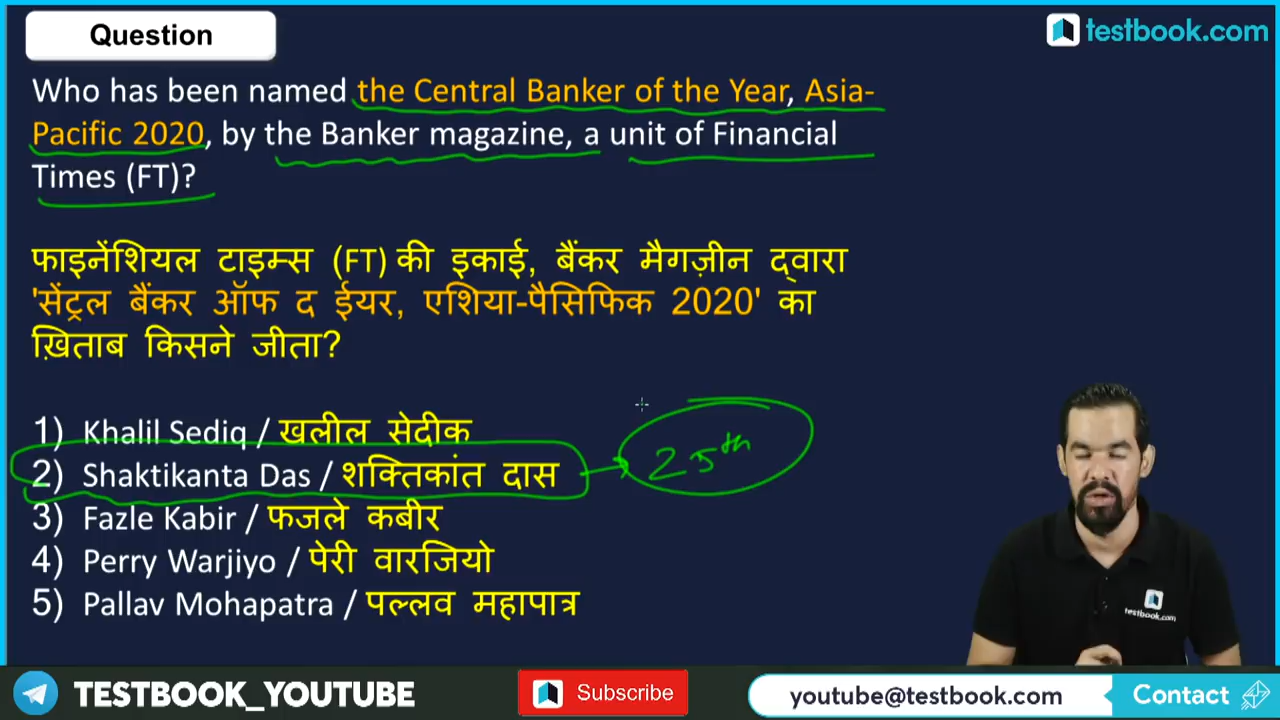 Question
testbook.com
Who has been named the Central Banker of the Year, Asia-
Pacific 2020, by the Banker magazine, a unit of Financial
Times (FT)?
फाइनेंशियल टाइम्स (FT) की इकाई, बैंकर मैगज़ीन द्वारा
'सेंट्रल बैंकर ऑफ द ईयर, एशिया-पैसिफिक 2020' का
ख़िताब किसने जीता?
1) Khalil Sediq / खलील सेदीक
2) Shaktikanta Das / शक्तिकांत दास
25th
3) Fazle Kabir / फजले कबीर
4) Perry Warjiyo / पेरी वारजियो
5) Pallav Mohapatra / पल्लव महापात्र
testbook.com
TESTBOOK_YOUTUBE
Subscribe
youtube@testbook.com
Contact